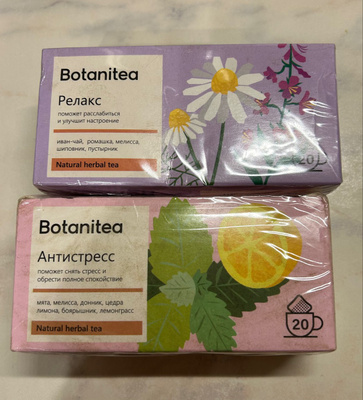 Botanitea
Релакс
поможет расслабиться
и улучшит настроение
иван-чай, ромашка, мелисса,
шиповник, пустырник
Natural herbal tea
20
Botanitea
Антистресс
поможет снять стресс и
обрести полное спокойствие
мята, мелисса, донник, цедра
лимона, боярышник, лемонграсс
Natural herbal tea
20